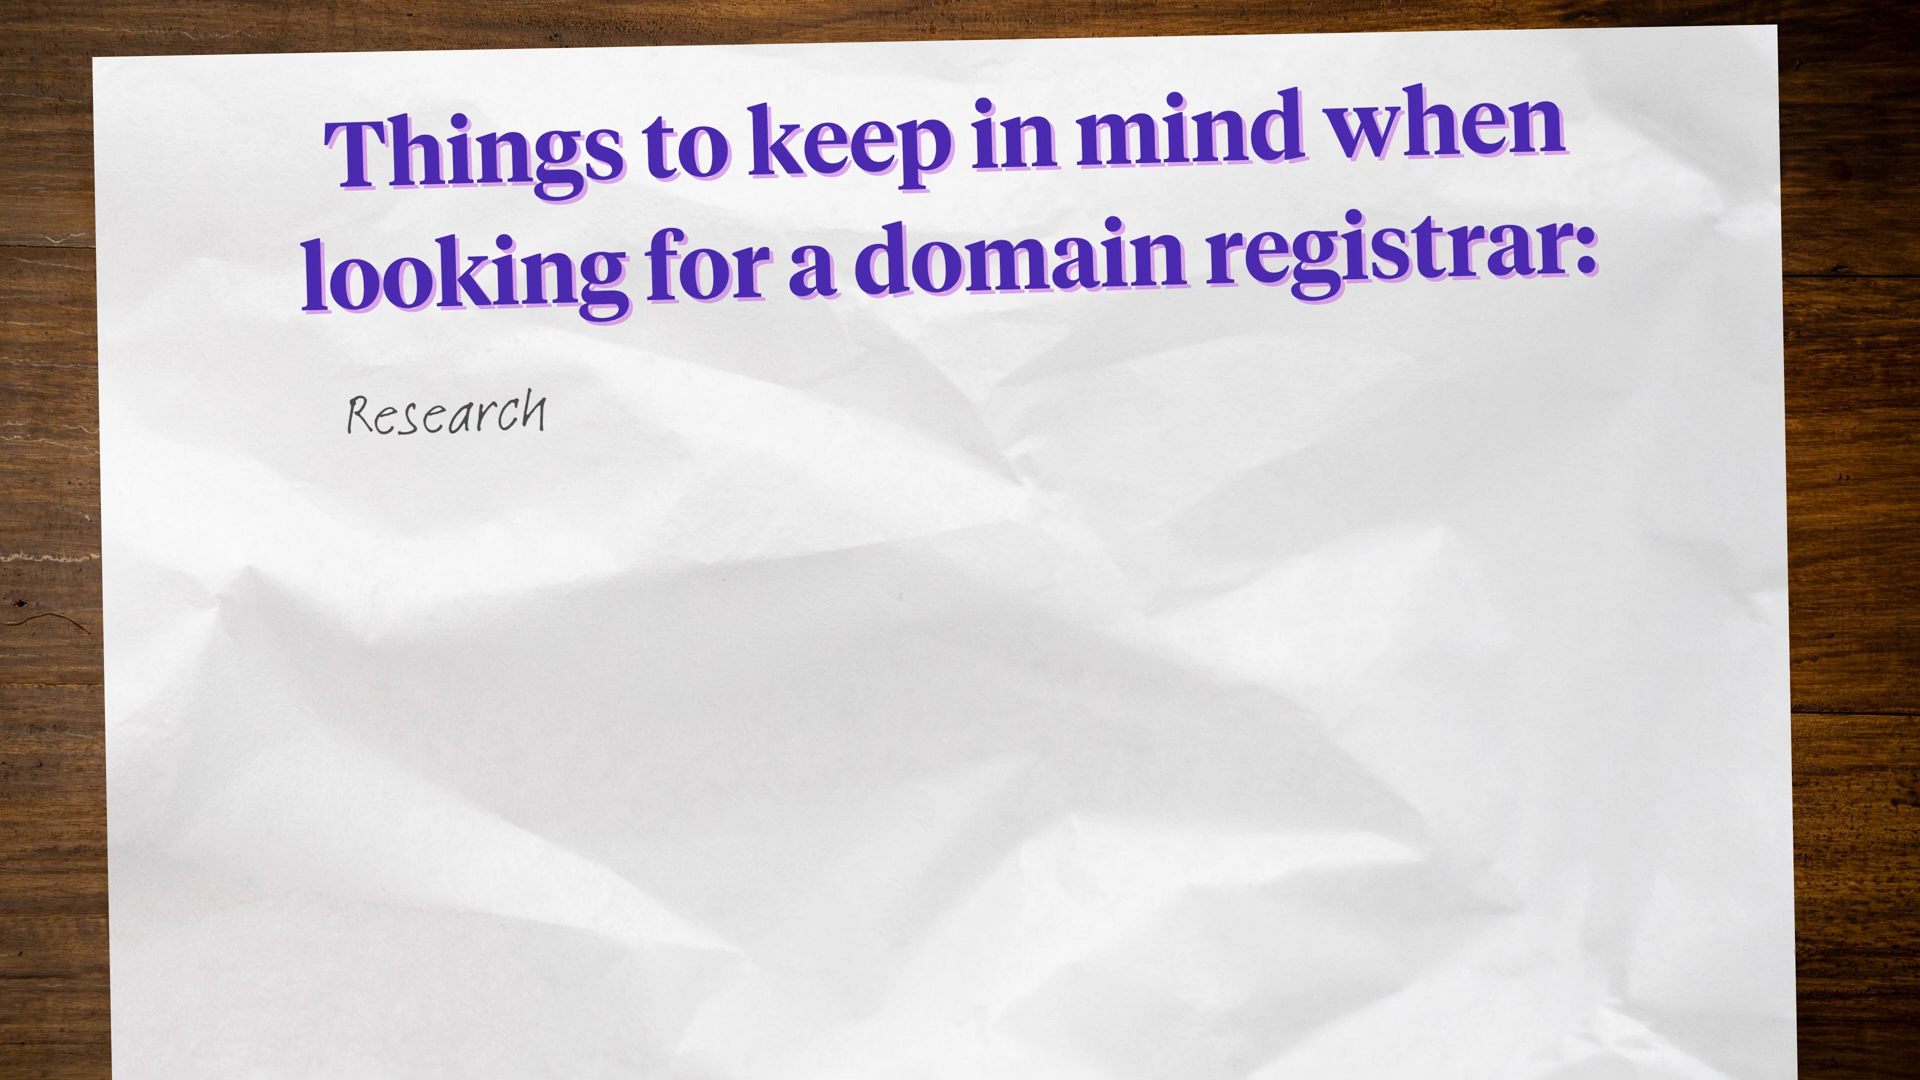 Things to keep in mind when
looking for a domain registrar:
Research